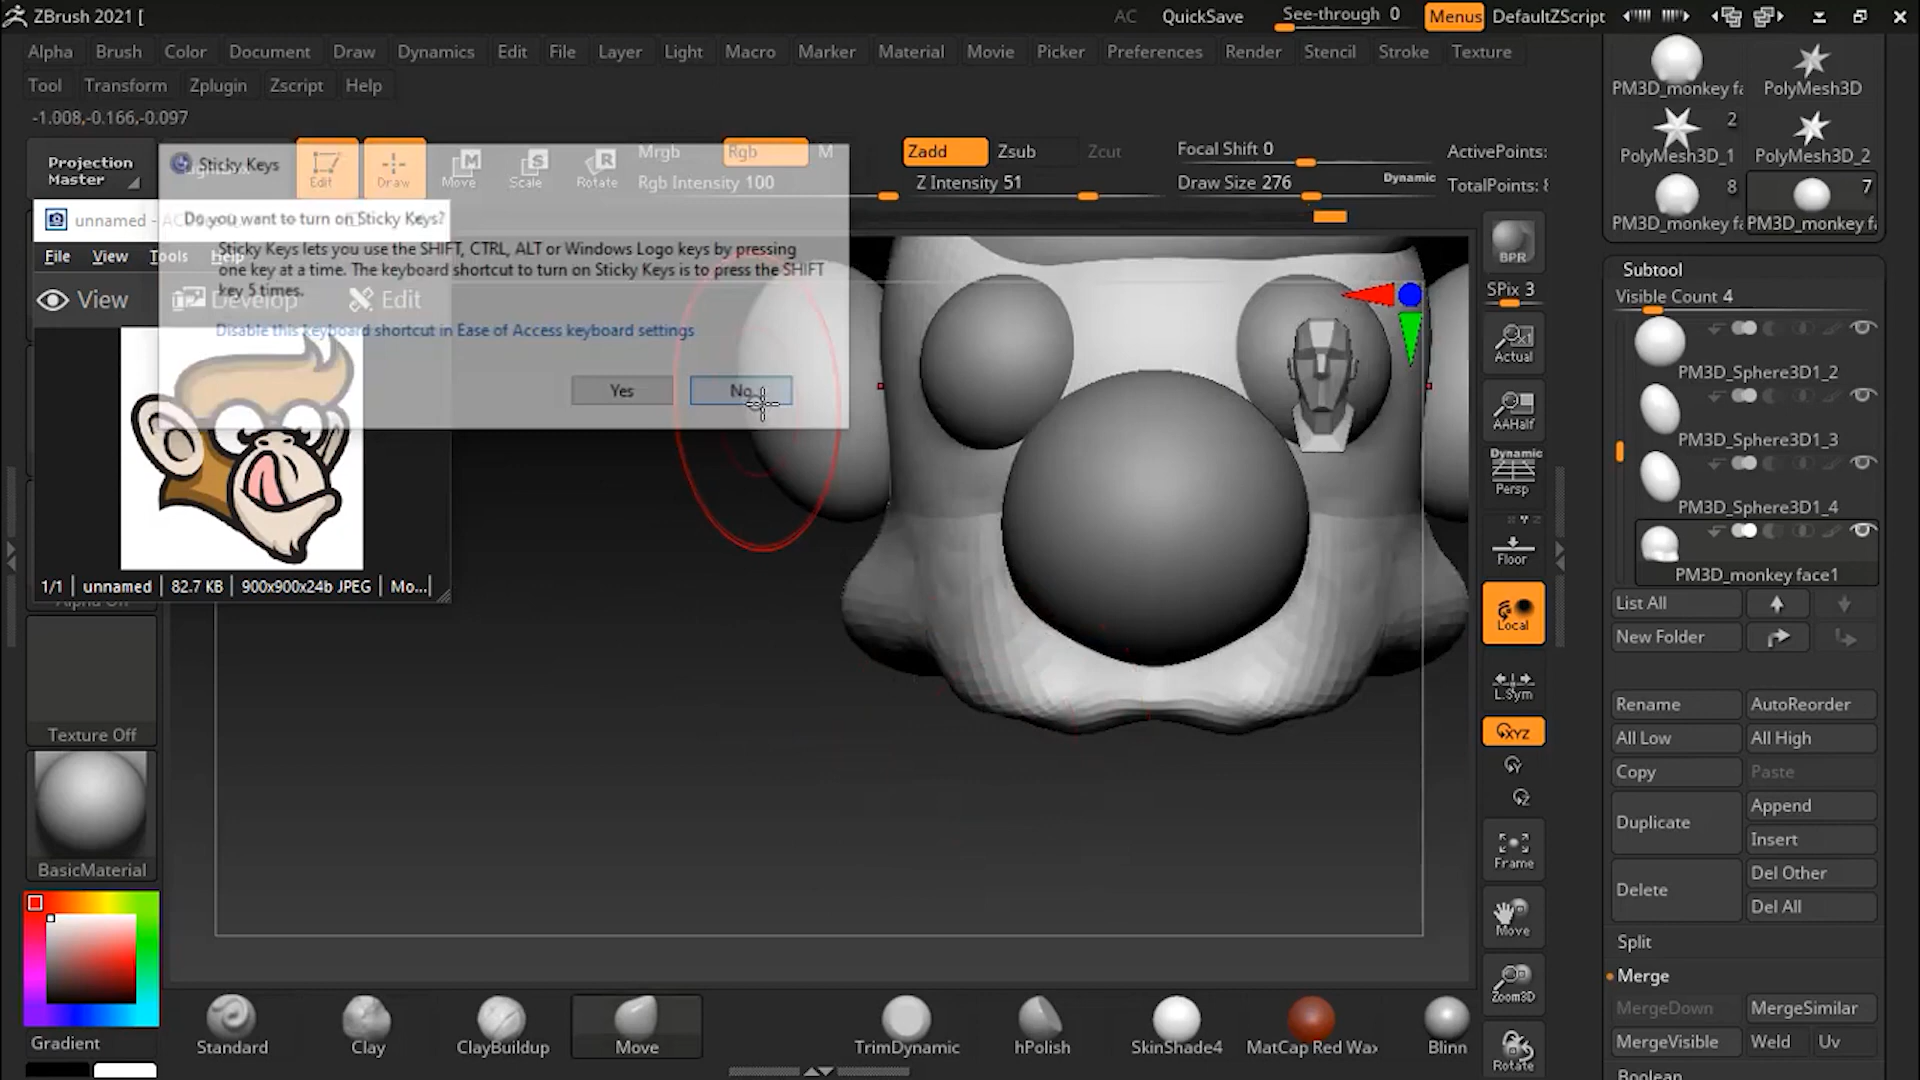 ZBrush 2021 [
AC
QuickSave
See-through 0
Menus
DefaultZScript
Alpha Brush Color Document Draw Dynamics Edit File Layer Light Macro Marker Material Movie Picker Preferences Render Stencil Stroke Texture
Tool Transform Zplugin Zscript Help
-1.008,-0.166,-0.097
Projection
Master
Sticky Keys
Edit
Draw
Move
Scale
Rotate
Mrgb
Rgb
M
Rgb Intensity 100
Zadd
Zsub
Zcut
Z Intensity 51
Focal Shift 0
Draw Size 276
Dynamic
ActivePoints:
TotalPoints: 8
unnamed -
Do you want to turn on Sticky Keys?
Sticky Keys lets you use the SHIFT, CTRL, ALT or Windows Logo keys by pressing
one key at a time. The keyboard shortcut to turn on Sticky Keys is to press the SHIFT
key 5 times.
Disable this keyboard shortcut in Ease of Access keyboard settings
Yes
No
File View Tools Help
View
Develop
Edit
1/1
unnamed
82.7 KB
900x900x24b JPEG
Mo...
Alpha Off
Texture Off
BasicMaterial
Gradient
Standard
Clay
ClayBuildup
Move
TrimDynamic
hPolish
SkinShade4
MatCap Red Wax
Blinn
BPR
SPix 3
Actual
AAHalf
Dynamic
Persp
Floor
Local
L.Sym
XYZ
Y
Z
Frame
Move
Zoom3D
Rotate
PM3D_monkey fa
PolyMesh3D
2
PolyMesh3D_1
PolyMesh3D_2
8
7
PM3D_monkey fa
PM3D_monkey fa
Subtool
Visible Count 4
PM3D_Sphere3D1_2
PM3D_Sphere3D1_3
PM3D_Sphere3D1_4
PM3D_monkey face1
List All
New Folder
Rename
AutoReorder
All Low
All High
Copy
Paste
Duplicate
Append
Insert
Delete
Del Other
Del All
Split
Merge
MergeDown
MergeSimilar
MergeVisible
Weld
Uv
Boolean